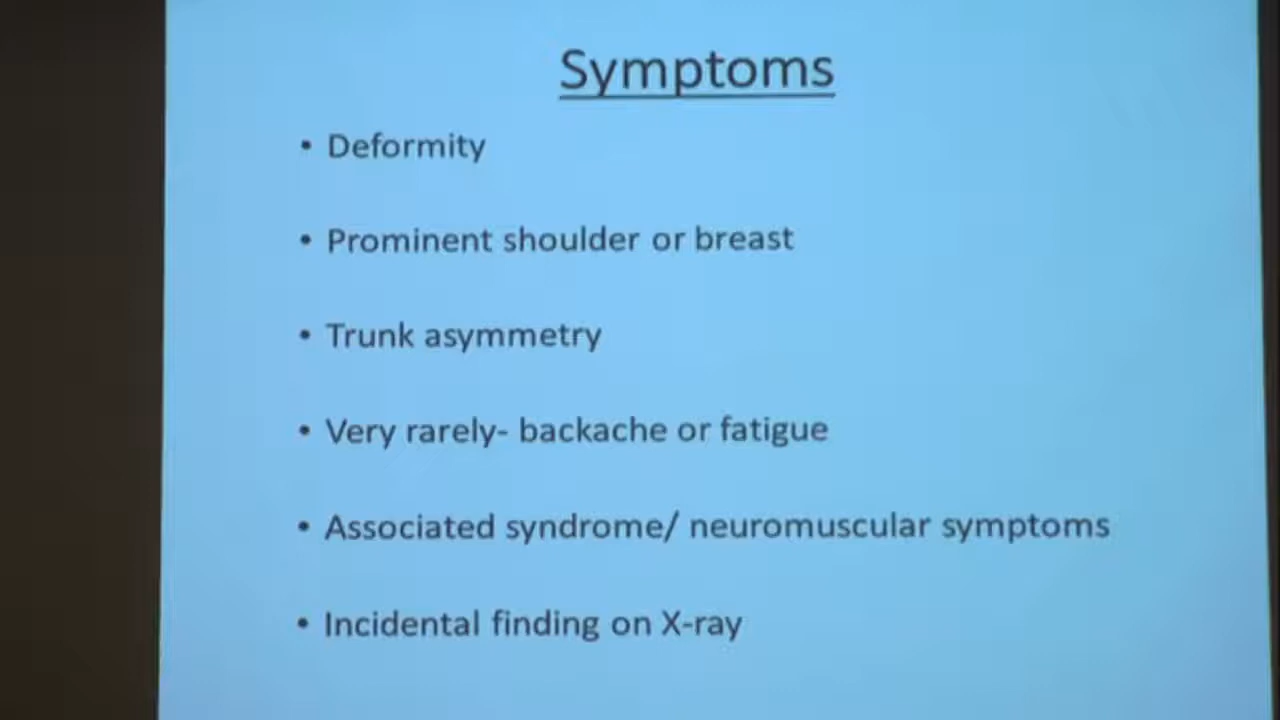 Symptoms
• Deformity
• Prominent shoulder or breast
• Trunk asymmetry
• Very rarely- backache or fatigue
• Associated syndrome/ neuromuscular symptoms
• Incidental finding on X-ray